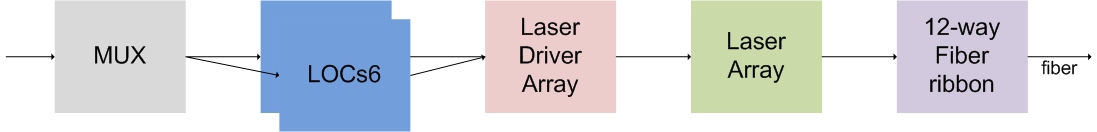 MUX
LOCs6
Laser
Driver
Array
Laser
Array
12-way
Fiber
ribbon
fiber